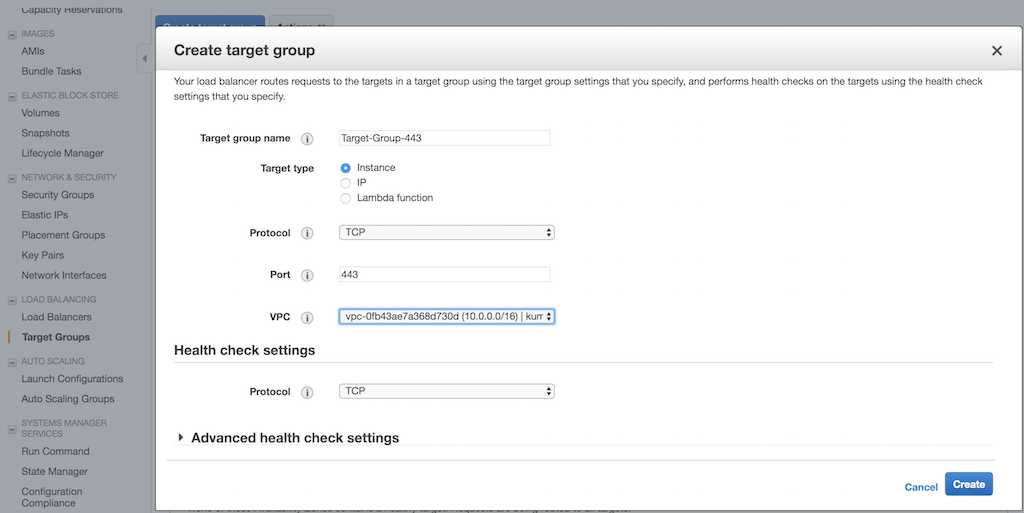 Capacity Reservations
IMAGES
AMIs
Bundle Tasks
ELASTIC BLOCK STORE
Volumes
Snapshots
Lifecycle Manager
NETWORK & SECURITY
Security Groups
Elastic IPs
Placement Groups
Key Pairs
Network Interfaces
LOAD BALANCING
Load Balancers
Target Groups
AUTO SCALING
Launch Configurations
Auto Scaling Groups
SYSTEMS MANAGER
SERVICES
Run Command
State Manager
Configuration
Compliance
Create target group
Your load balancer routes requests to the targets in a target group using the target group settings that you specify, and performs health checks on the targets using the health check
settings that you specify.
Target group name Target-Group-443
Target type Instance
IP
Lambda function
Protocol TCP
Port 443
VPC vpc-0fb43ae7a368d730d (10.0.0.0/16) | kum
Health check settings
Protocol TCP
Advanced health check settings
Cancel Create